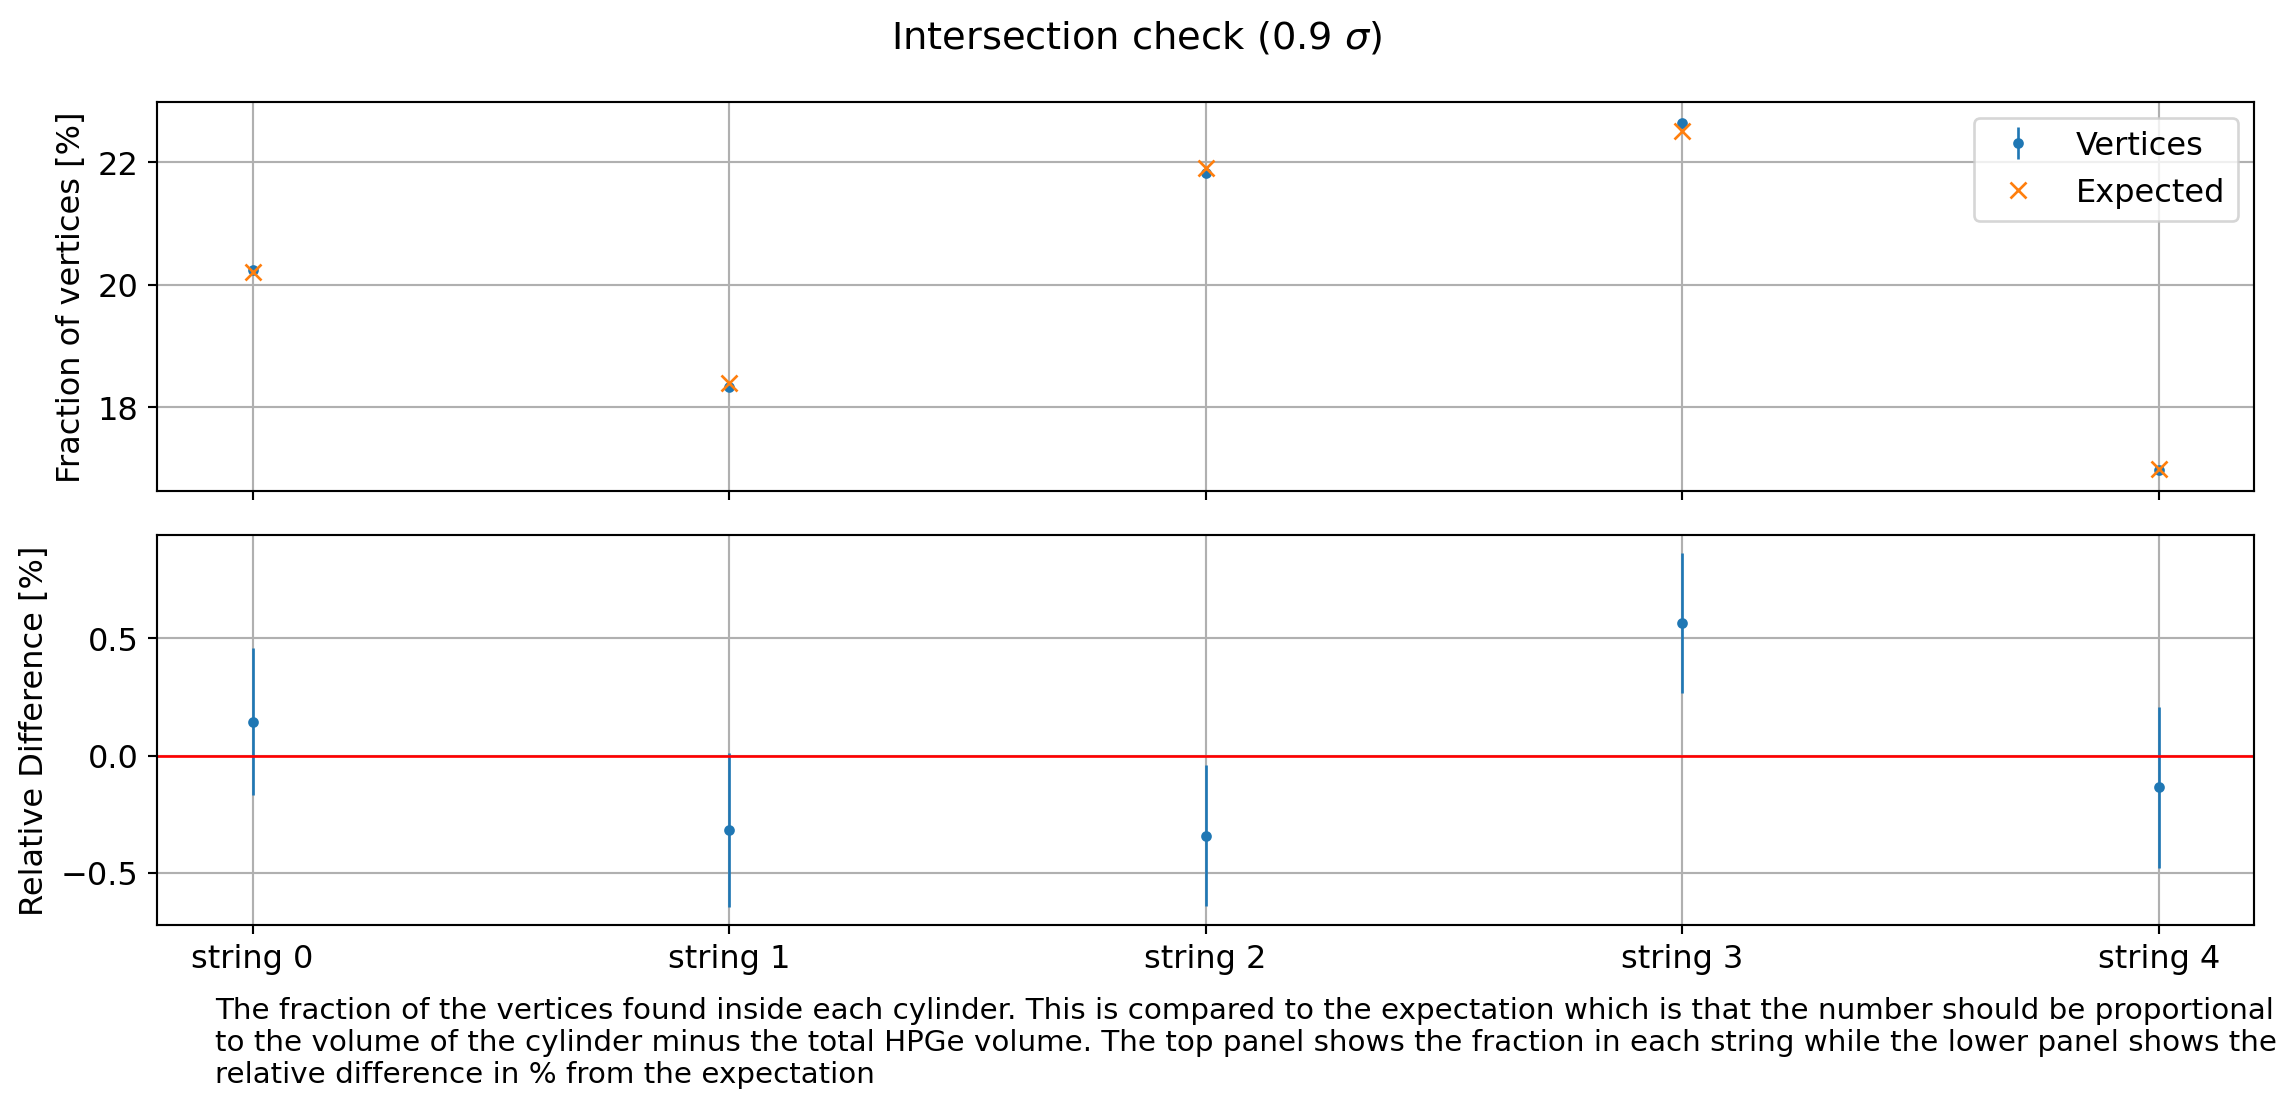 Intersection check (0.9 σ)
Fraction of vertices [%]
22
20
18
Vertices
Expected
Relative Difference [%]
0.5
0.0
−0.5
string 0
string 1
string 2
string 3
string 4
The fraction of the vertices found inside each cylinder. This is compared to the expectation which is that the number should be proportional
to the volume of the cylinder minus the total HPGe volume. The top panel shows the fraction in each string while the lower panel shows the
relative difference in % from the expectation